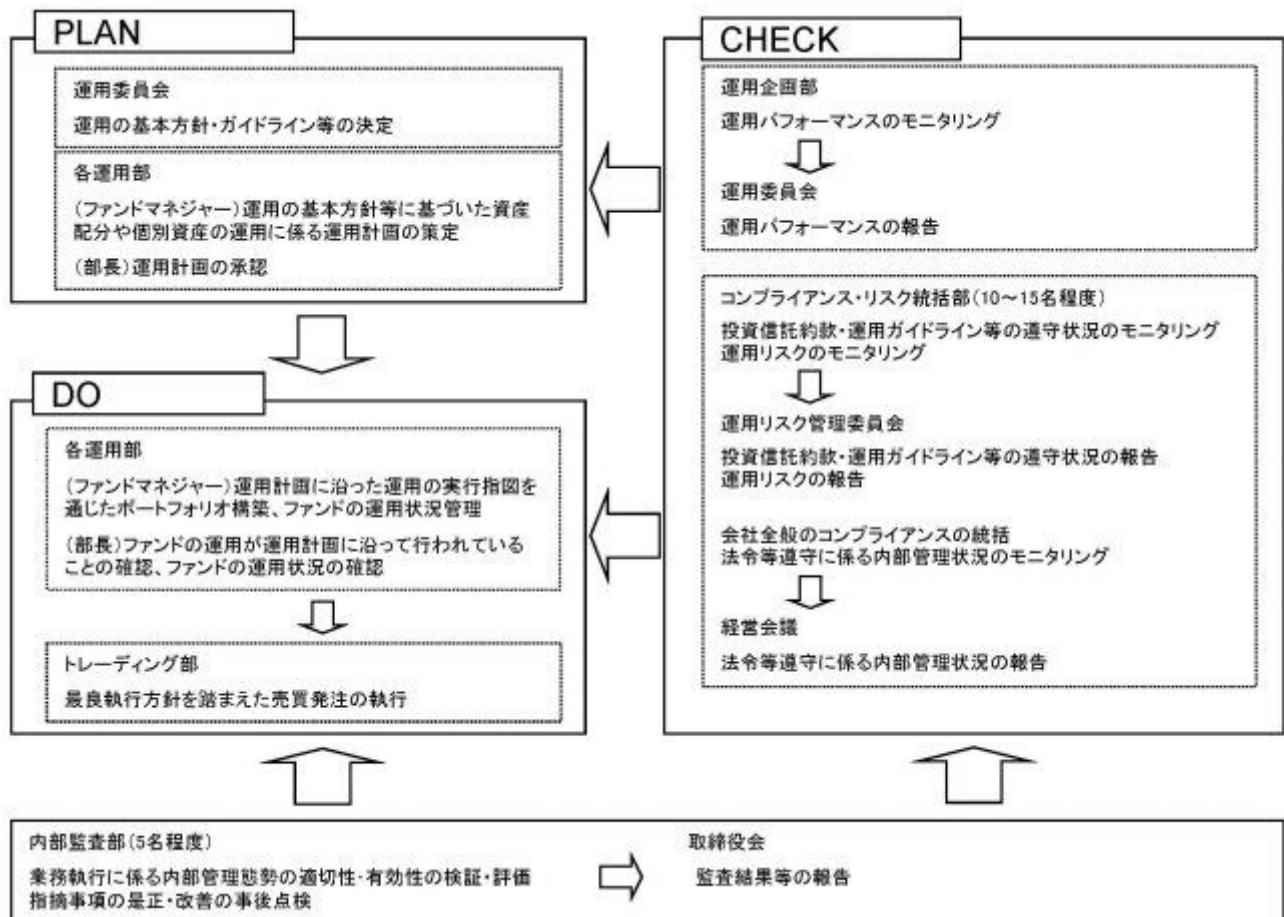 PLAN
運用委員会
運用の基本方針・ガイドライン等の決定
各運用部
(ファンドマネジャー)運用の基本方針等に基づいた資産
配分や個別資産の運用に係る運用計画の策定
(部長)運用計画の承認
DO
各運用部
(ファンドマネジャー)運用計画に沿った運用の実行指図を
通じたポートフォリオ構築、ファンドの運用状況管理
(部長)ファンドの運用が運用計画に沿って行われている
ことの確認、ファンドの運用状況の確認
トレーディング部
最良執行方針を踏まえた売買発注の執行
CHECK
運用企画部
運用パフォーマンスのモニタリング
運用委員会
運用パフォーマンスの報告
コンプライアンス・リスク統括部(10～15名程度)
投資信託約款・運用ガイドライン等の遵守状況のモニタリング
運用リスクのモニタリング
運用リスク管理委員会
投資信託約款・運用ガイドライン等の遵守状況の報告
運用リスクの報告
会社全般のコンプライアンスの統括
法令等遵守に係る内部管理状況のモニタリング
経営会議
法令等遵守に係る内部管理状況の報告
内部監査部(5名程度)
業務執行に係る内部管理態勢の適切性・有効性の検証・評価
指摘事項の是正・改善の事後点検
取締役会
監査結果等の報告